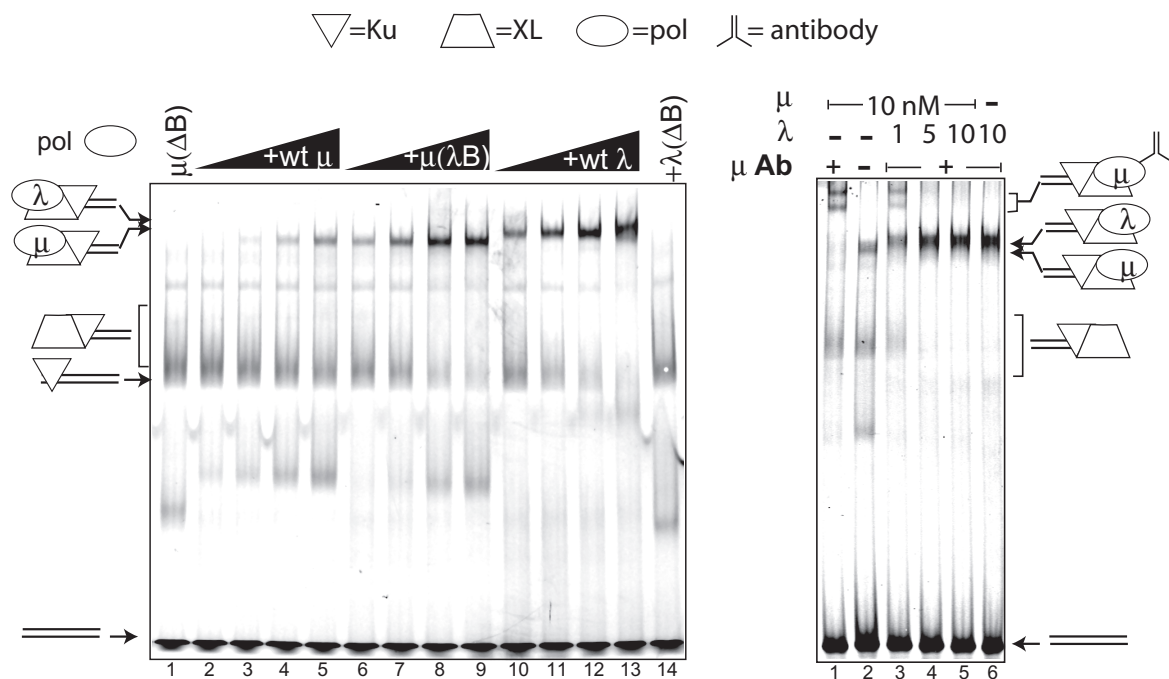 =Ku =XL =pol = antibody
pol
μ(ΔB)
+wt μ
+μ(λB)
+wt λ
+λ(ΔB)
λ
μ
1 2 3 4 5 6 7 8 9 10 11 12 13 14
μ 10 nM -
λ - - 1 5 10 10
μ Ab + - +
μ
λ
μ
1 2 3 4 5 6